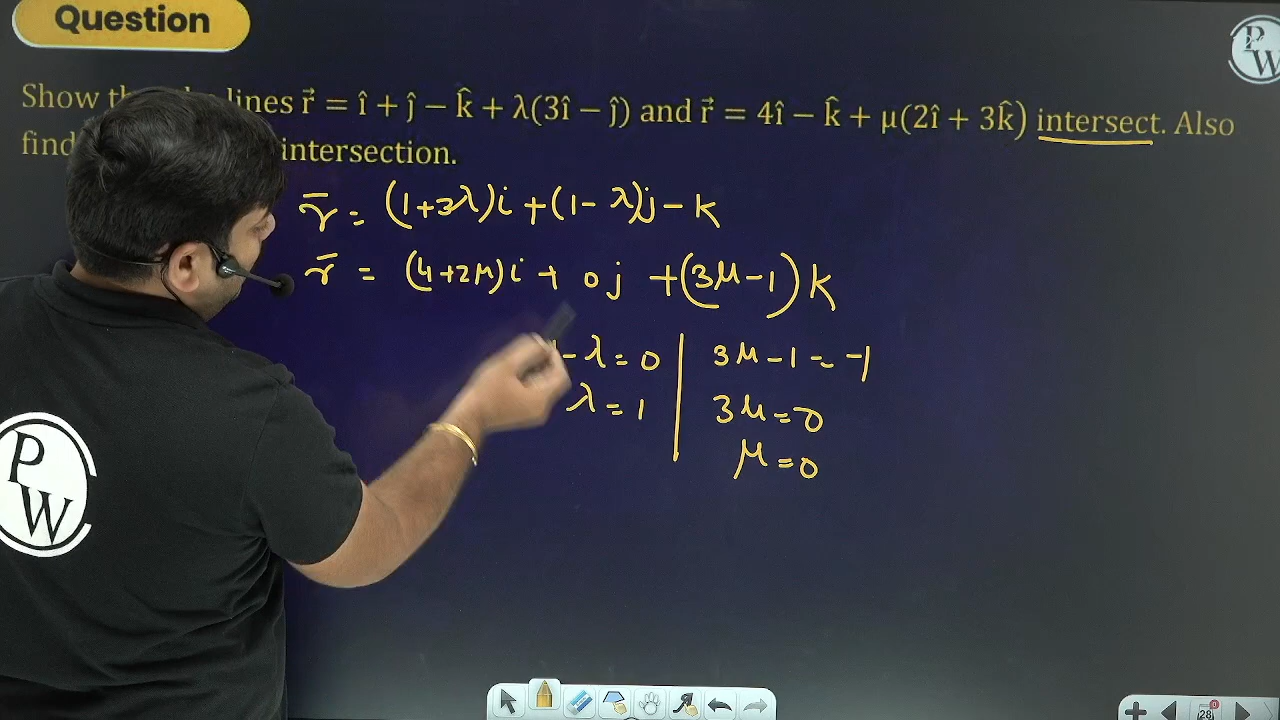 Question
PW
Show th lines r⃗ = î + ĵ − k̂ + λ(3î − ĵ) and r⃗ = 4î − k̂ + μ(2î + 3k̂) intersect. Also
find intersection.
r̄ = (1+3λ)i + (1-λ)j - k
r̄ = (4+2μ)i + 0j + (3μ-1)k
-λ = 0 | 3μ-1 = -1
λ = 1 | 3μ = 0
μ = 0
PW
28